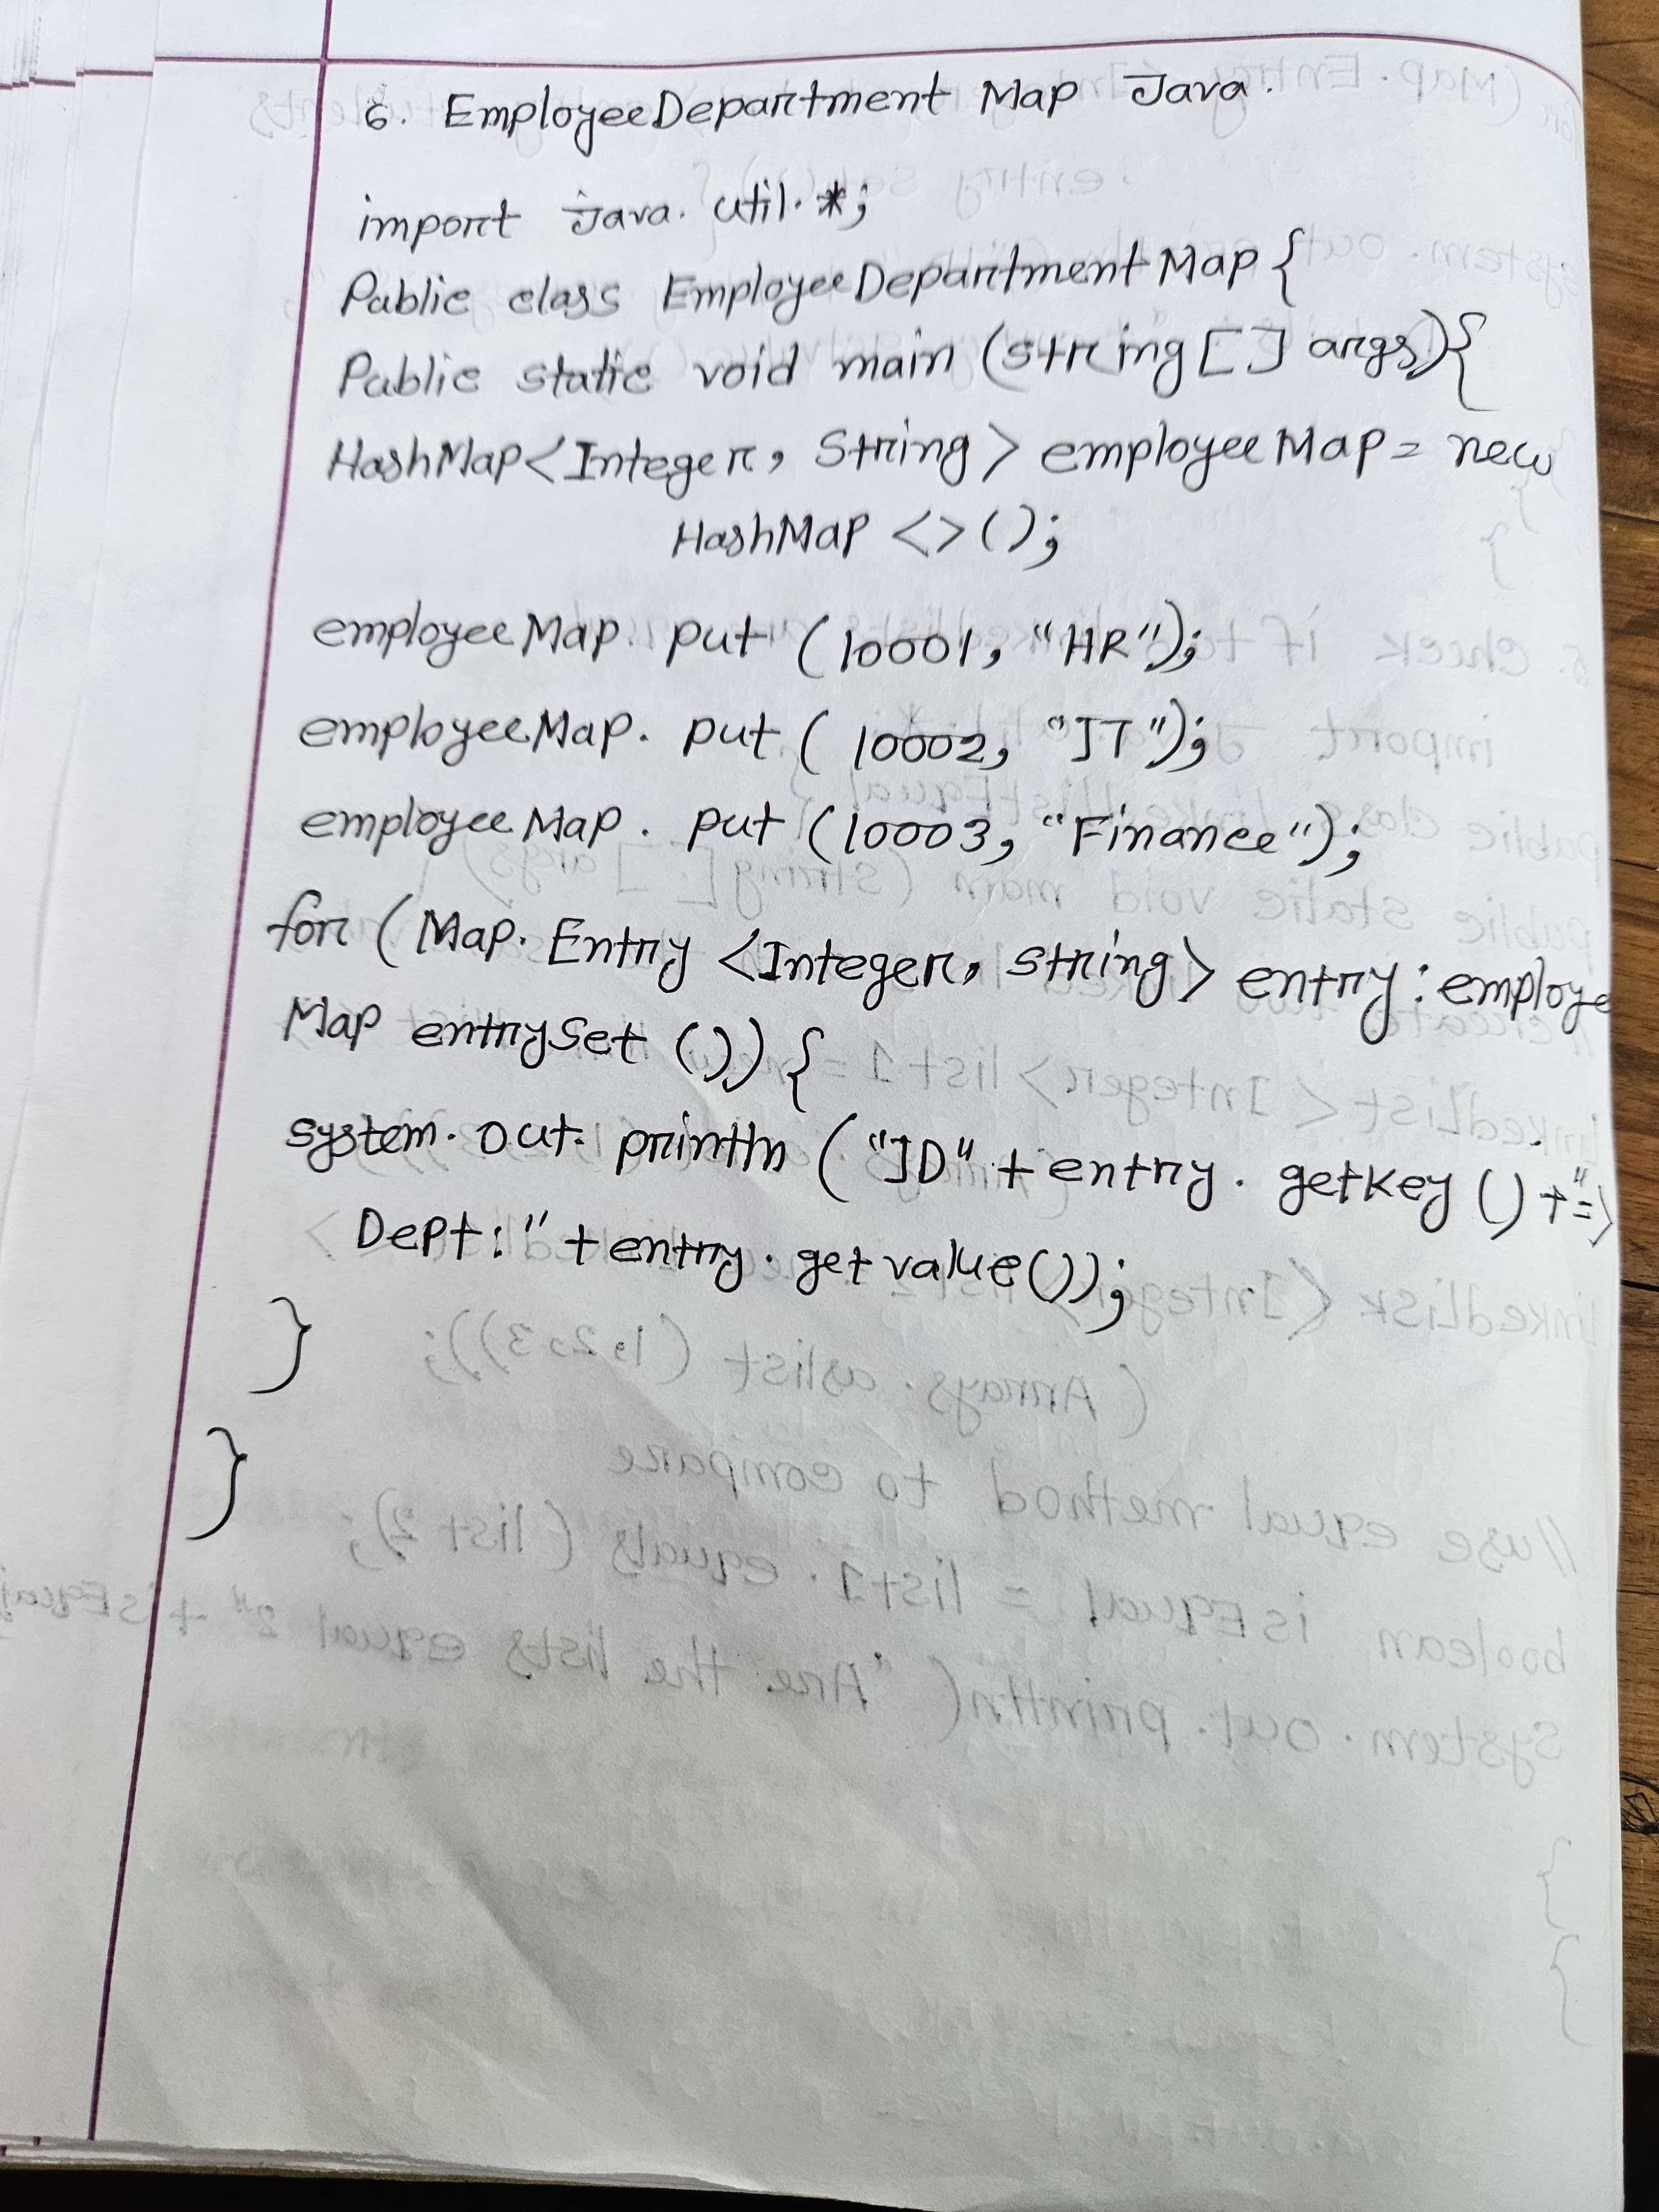 6. EmployeeDepartment Map Java.
import Java. util.*;
Public class EmployeeDepartmentMap {
Public static void main (string [] args){
HashMap<Integer, String> employeeMap = new
HashMap <>();
employeeMap. put (10001, "HR");
employeeMap. put ( 10002, "IT");
employeeMap. put (10003, "Finance");
for ( Map. Entry <Integer, string> entry : employe
Map entrySet ()) {
system. out. println ("ID" + entry. getkey () + "=>
Dept:" + entry. getvalue());
}
}